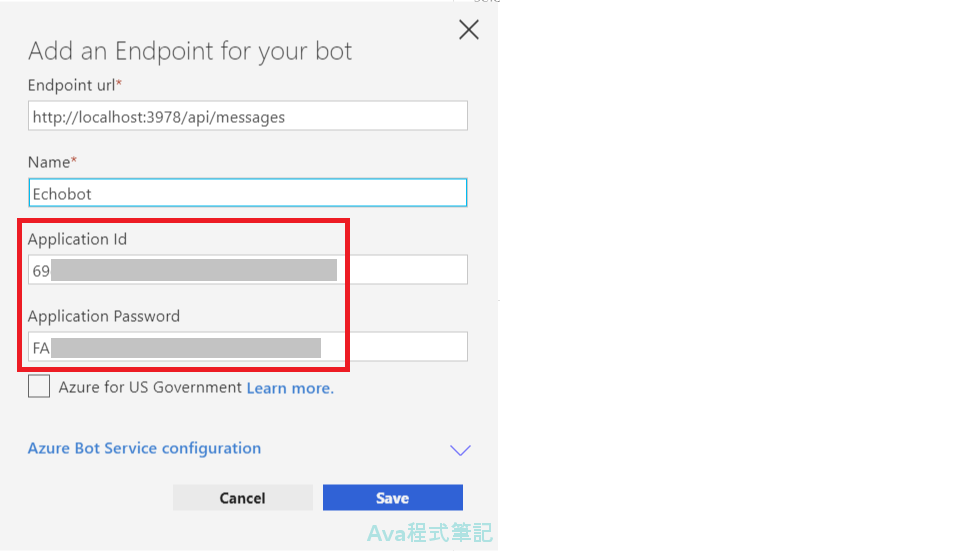 Add an Endpoint for your bot
Endpoint url*
http://localhost:3978/api/messages
Name*
Echobot
Application Id
69
Application Password
FA
Azure for US Government Learn more.
Azure Bot Service configuration
Cancel Save
Ava程式筆記